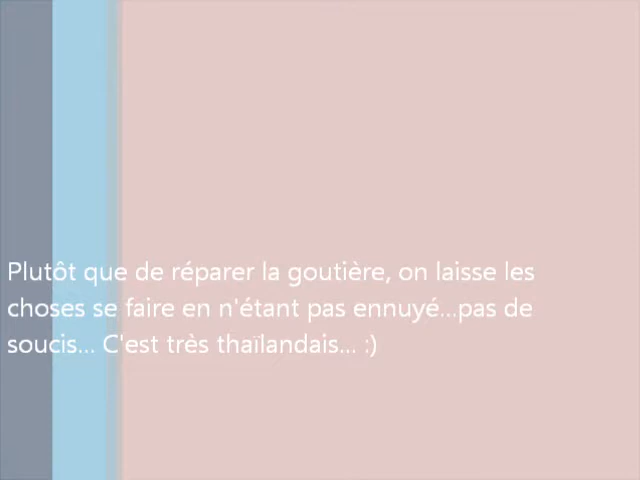 Plutôt que de réparer la goutière, on laisse les
choses se faire en n'étant pas ennuyé...pas de
soucis... C'est très thaïlandais... :)